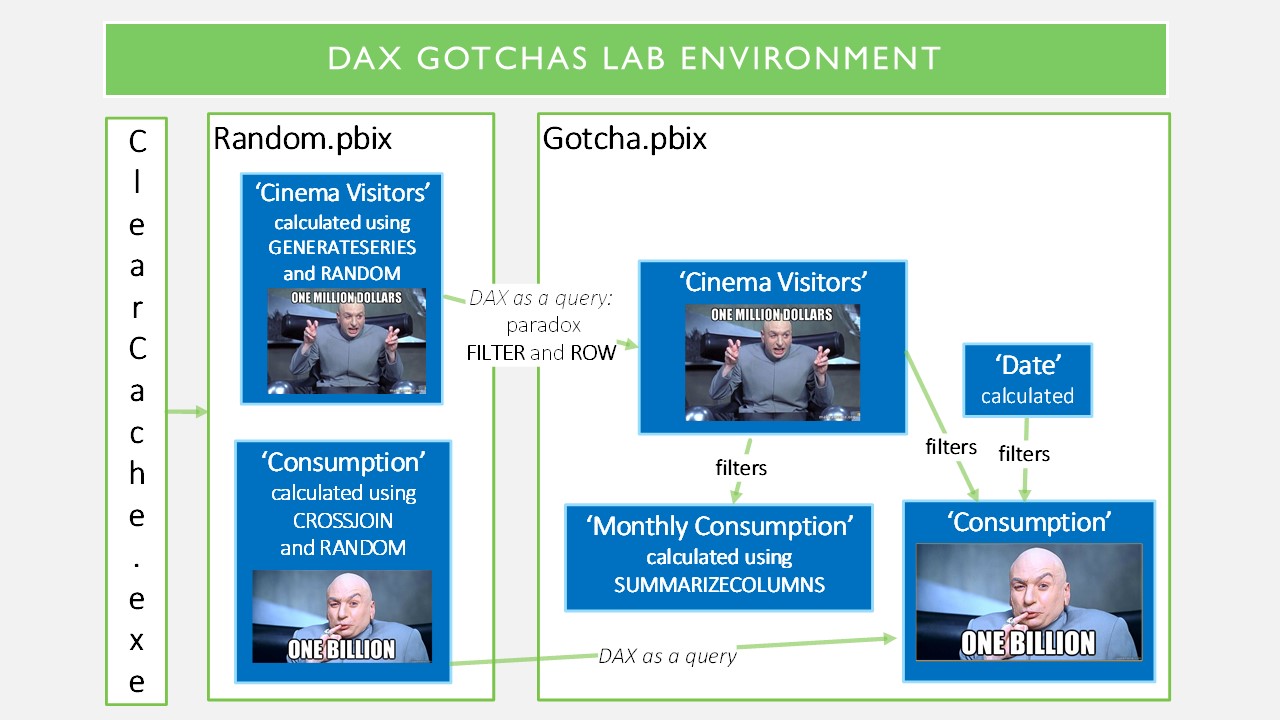 DAX GOTCHAS LAB ENVIRONMENT
C
l
e
a
r
C
a
c
h
e
.
e
x
e
Random.pbix
‘Cinema Visitors’
calculated using
GENERATESERIES
and RANDOM
ONE MILLION DOLLARS
‘Consumption’
calculated using
CROSSJOIN
and RANDOM
ONE BILLION
DAX as a query:
paradox
FILTER and ROW
Gotcha.pbix
‘Cinema Visitors’
ONE MILLION DOLLARS
‘Date’
calculated
filters
filters
filters
‘Monthly Consumption’
calculated using
SUMMARIZECOLUMNS
‘Consumption’
ONE BILLION
DAX as a query